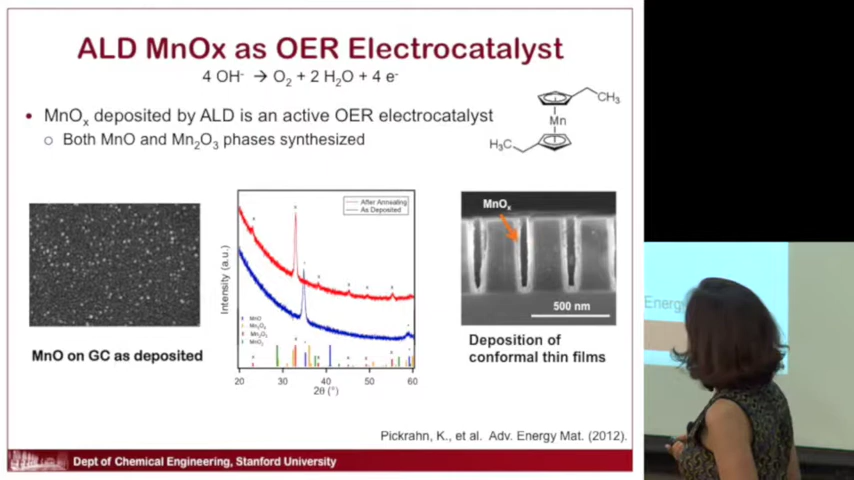 ALD MnOx as OER Electrocatalyst
4 OH⁻ → O₂ + 2 H₂O + 4 e⁻
• MnOₓ deposited by ALD is an active OER electrocatalyst
○ Both MnO and Mn₂O₃ phases synthesized
CH₃
Mn
H₃C
After Annealing
As Deposited
Intensity (a.u.)
MnO
Mn₂O₃
MnO₂
20 30 40 50 60
2θ (°)
MnOₓ
500 nm
MnO on GC as deposited
Deposition of
conformal thin films
Pickrahn, K., et al. Adv. Energy Mat. (2012).
Dept of Chemical Engineering, Stanford University
Energy